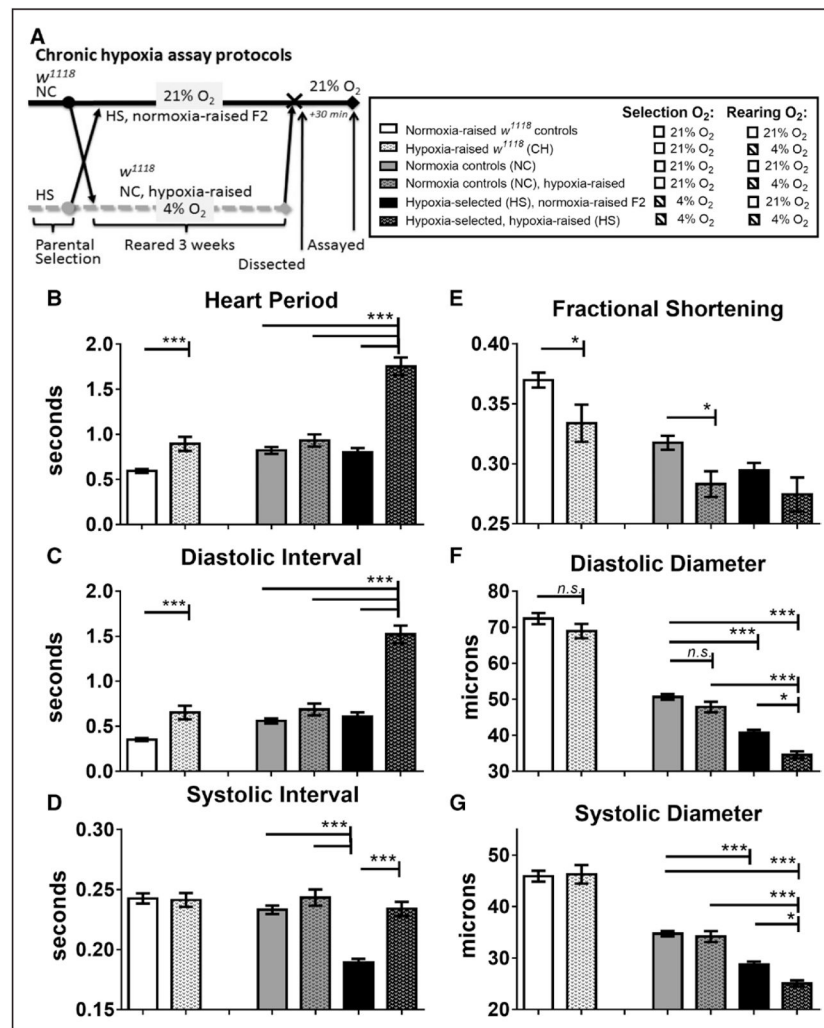 A
Chronic hypoxia assay protocols
w1118
NC
21% O2
21% O2
HS, normoxia-raised F2
+30 min
w1118
NC, hypoxia-raised
HS
4% O2
Parental
Selection
Reared 3 weeks
Dissected
Assayed
Selection O2: Rearing O2:
Normoxia-raised w1118 controls 21% O2 21% O2
Hypoxia-raised w1118 (CH) 21% O2 4% O2
Normoxia controls (NC) 21% O2 21% O2
Normoxia controls (NC), hypoxia-raised 21% O2 4% O2
Hypoxia-selected (HS), normoxia-raised F2 4% O2 21% O2
Hypoxia-selected, hypoxia-raised (HS) 4% O2 4% O2
B Heart Period
seconds
2.0
1.5
1.0
0.5
0.0
***
***
C Diastolic Interval
seconds
2.0
1.5
1.0
0.5
0.0
***
***
D Systolic Interval
seconds
0.30
0.25
0.20
0.15
***
***
E Fractional Shortening
0.40
0.35
0.30
0.25
*
*
F Diastolic Diameter
microns
70
60
50
40
30
n.s.
***
***
n.s.
***
*
G Systolic Diameter
microns
50
40
30
20
***
***
***
*